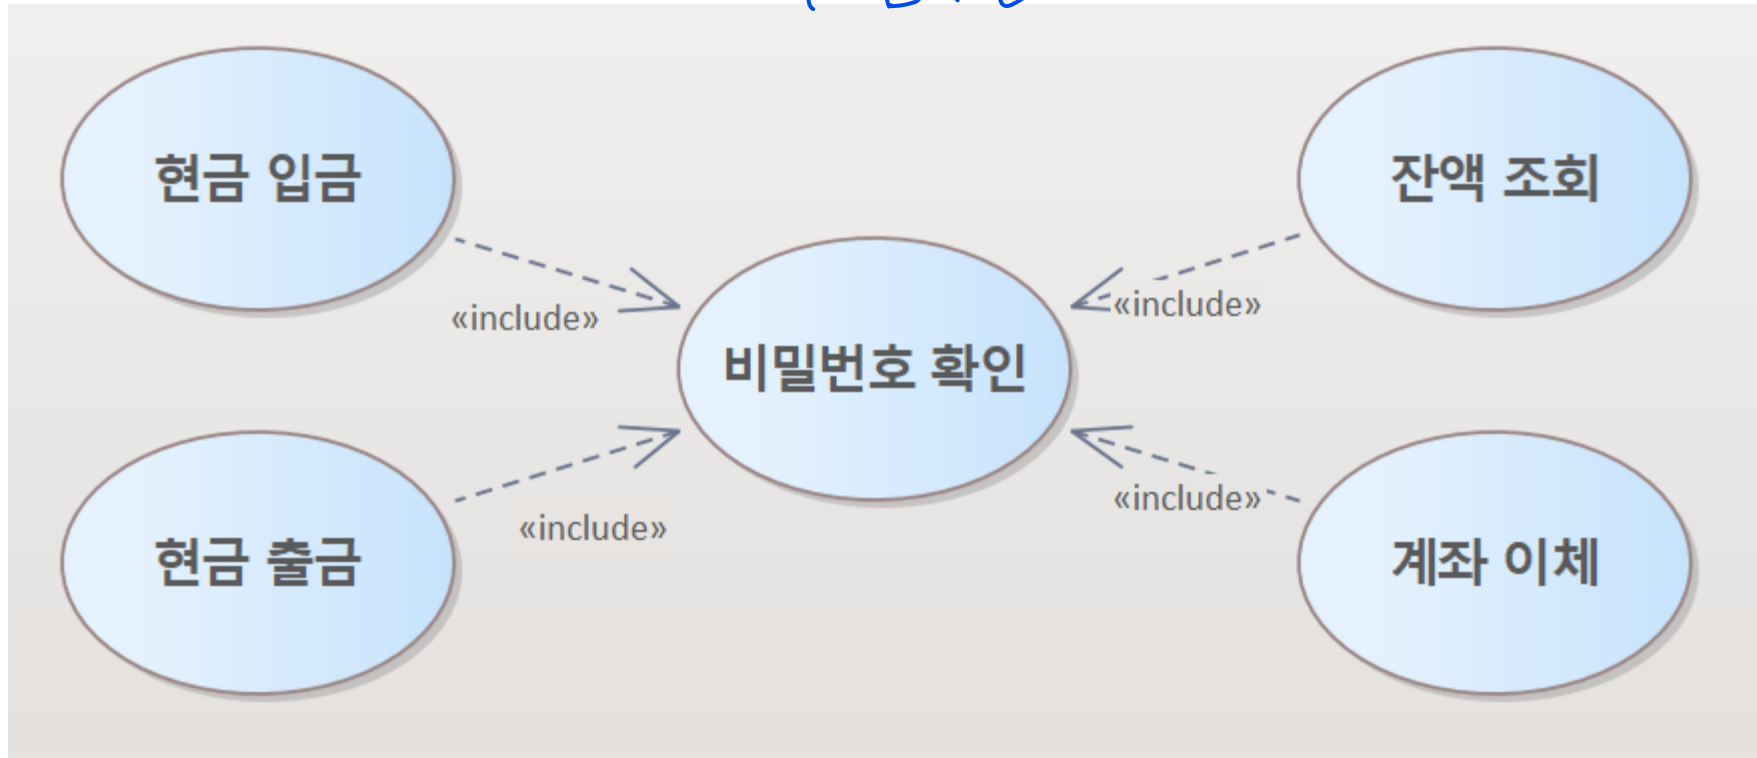 현금 입금
잔액 조회
«include»
«include»
비밀번호 확인
«include»
«include»
현금 출금
계좌 이체